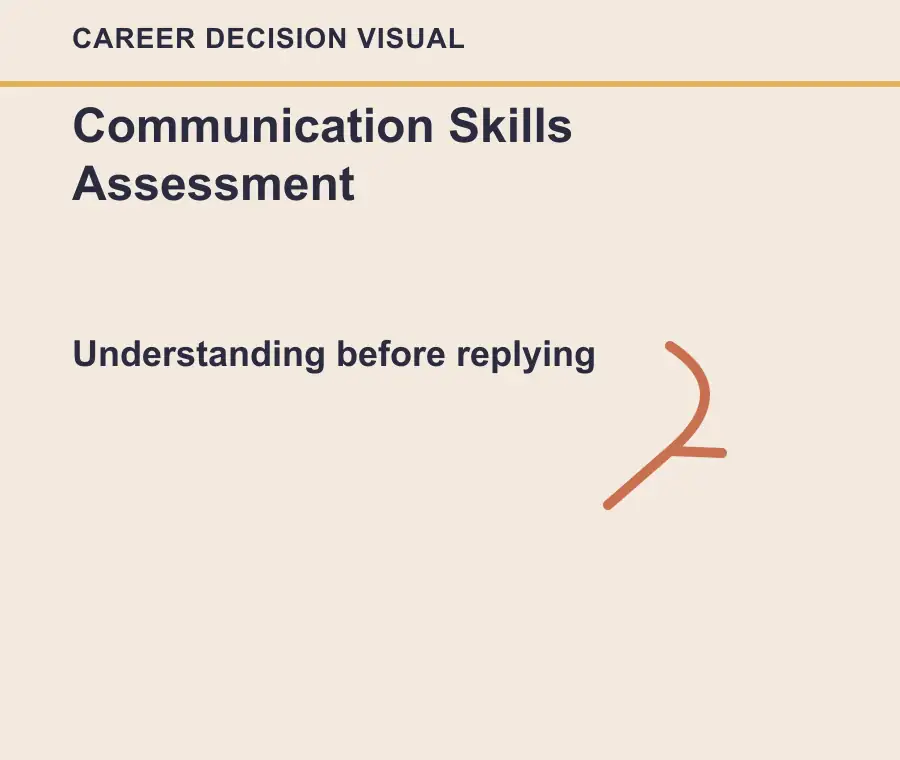 CAREER DECISION VISUAL
Communication Skills
Assessment
Understanding before replying